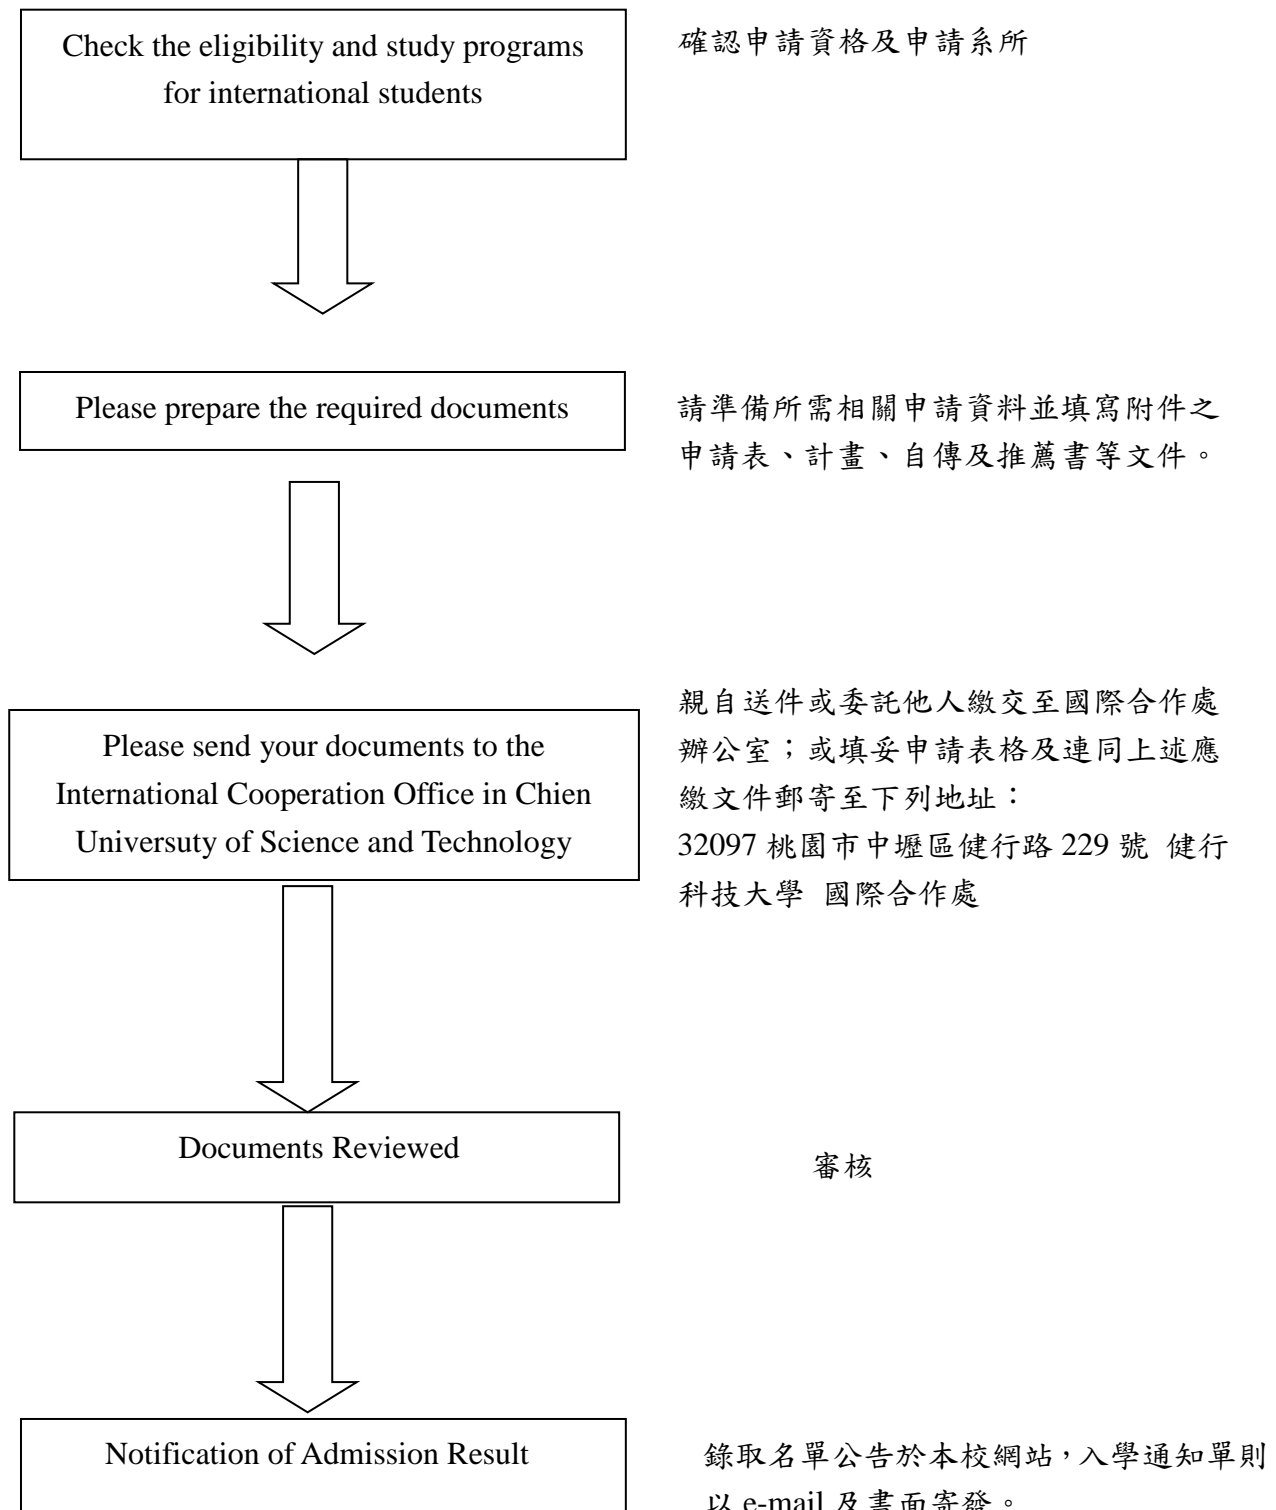 Check the eligibility and study programs
for international students
確認申請資格及申請系所
Please prepare the required documents
請準備所需相關申請資料並填寫附件之
申請表、計畫、自傳及推薦書等文件。
Please send your documents to the
International Cooperation Office in Chien
Universuty of Science and Technology
親自送件或委託他人繳交至國際合作處
辦公室；或填妥申請表格及連同上述應
繳文件郵寄至下列地址：
32097 桃園市中壢區健行路 229 號 健行
科技大學 國際合作處
Documents Reviewed
審核
Notification of Admission Result
錄取名單公告於本校網站，入學通知單則
以 e-mail 及書面寄發。